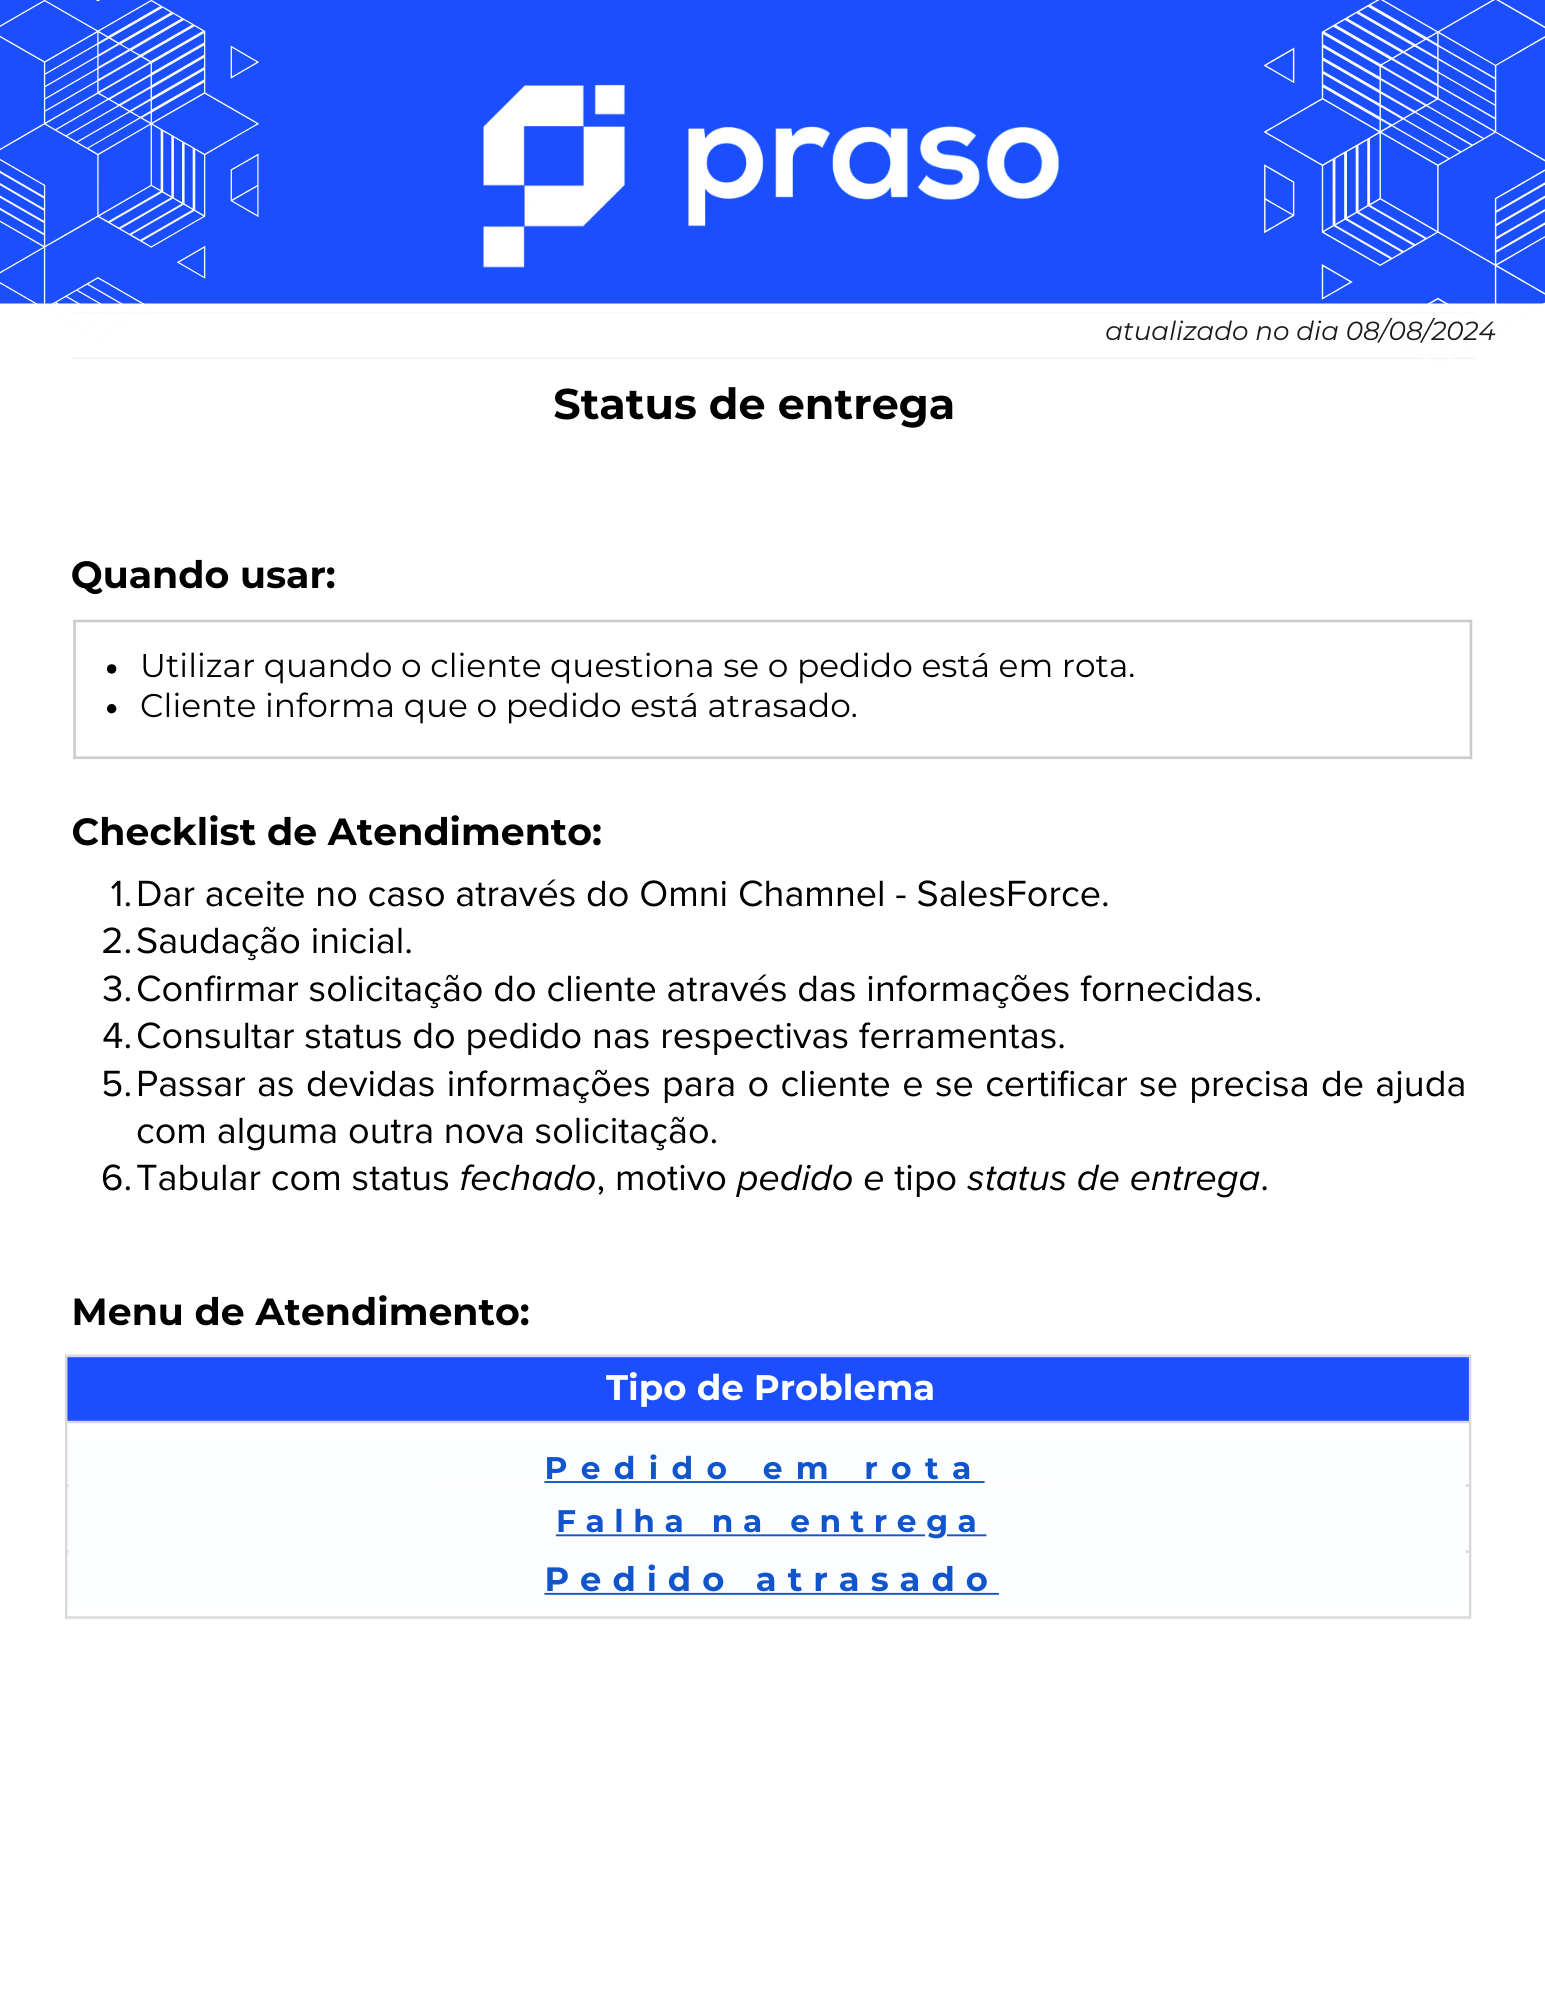 praso
atualizado no dia 08/08/2024
Status de entrega
Quando usar:
• Utilizar quando o cliente questiona se o pedido está em rota.
• Cliente informa que o pedido está atrasado.
Checklist de Atendimento:
1. Dar aceite no caso através do Omni Chamnel - SalesForce.
2. Saudação inicial.
3. Confirmar solicitação do cliente através das informações fornecidas.
4. Consultar status do pedido nas respectivas ferramentas.
5. Passar as devidas informações para o cliente e se certificar se precisa de ajuda
com alguma outra nova solicitação.
6. Tabular com status fechado, motivo pedido e tipo status de entrega.
Menu de Atendimento:
Tipo de Problema
Pedido em rota
Falha na entrega
Pedido atrasado